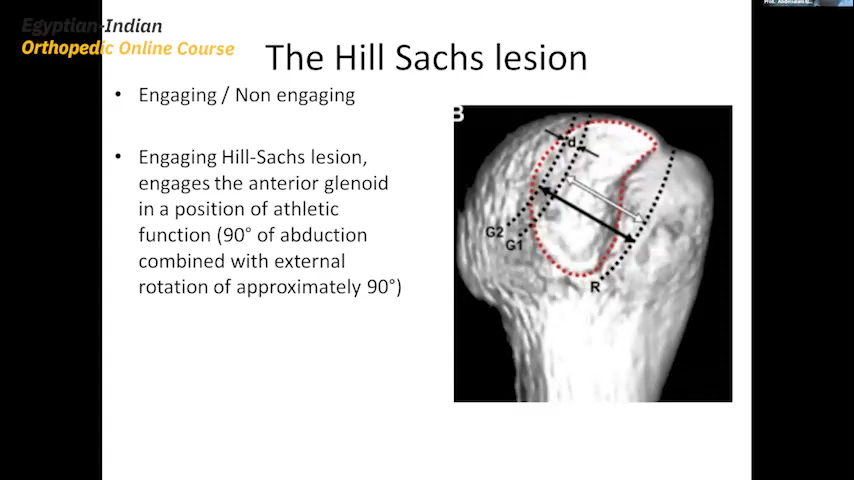 Egyptian-Indian
Orthopedic Online Course
The Hill Sachs lesion
• Engaging / Non engaging
• Engaging Hill-Sachs lesion,
engages the anterior glenoid
in a position of athletic
function (90° of abduction
combined with external
rotation of approximately 90°)
B
d
G2
G1
R